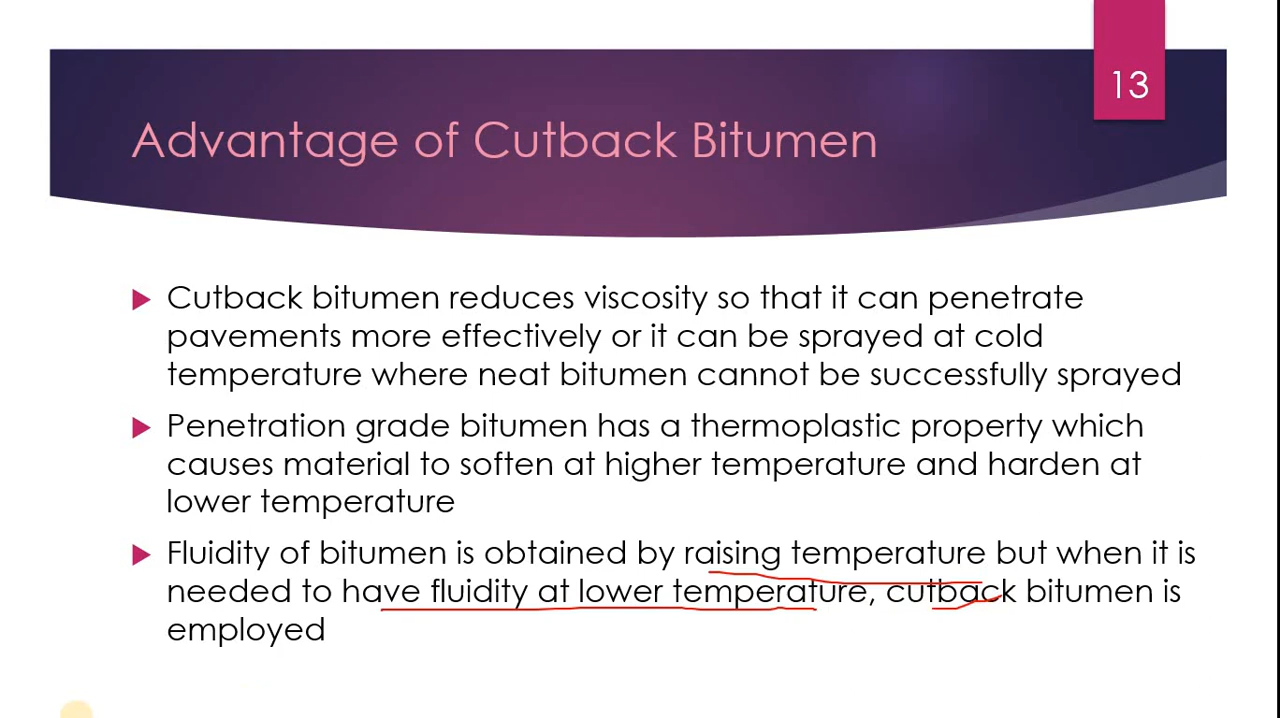 13
Advantage of Cutback Bitumen
Cutback bitumen reduces viscosity so that it can penetrate
pavements more effectively or it can be sprayed at cold
temperature where neat bitumen cannot be successfully sprayed
Penetration grade bitumen has a thermoplastic property which
causes material to soften at higher temperature and harden at
lower temperature
Fluidity of bitumen is obtained by raising temperature but when it is
needed to have fluidity at lower temperature, cutback bitumen is
employed